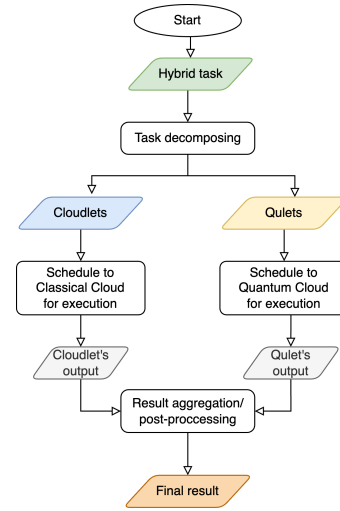 Start
Hybrid task
Task decomposing
Cloudlets
Qulets
Schedule to
Classical Cloud
for execution
Schedule to
Quantum Cloud
for execution
Cloudlet's
output
Qulet's
output
Result aggregation/
post-proccessing
Final result